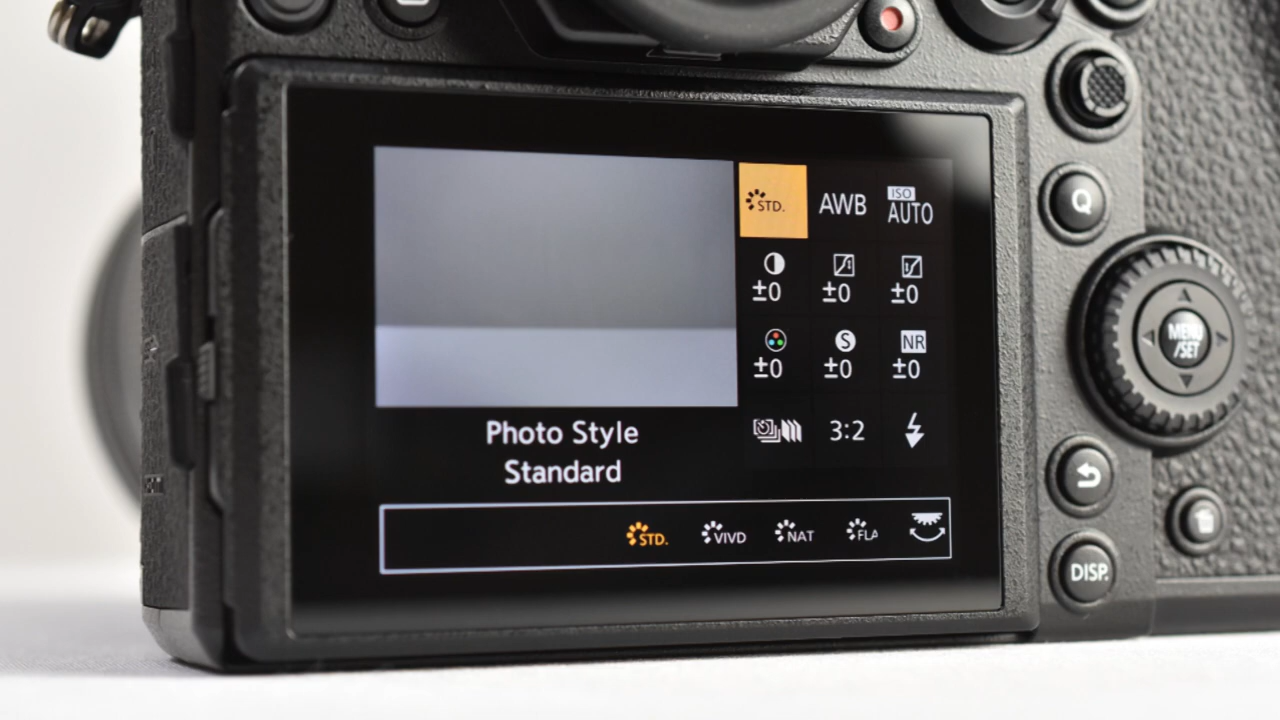 STD. AWB ISO AUTO
±0 ±0 ±0
S NR
±0 ±0 ±0
3:2
Photo Style
Standard
STD. VIVD NAT FLA
Q
MENU
/SET
DISP.